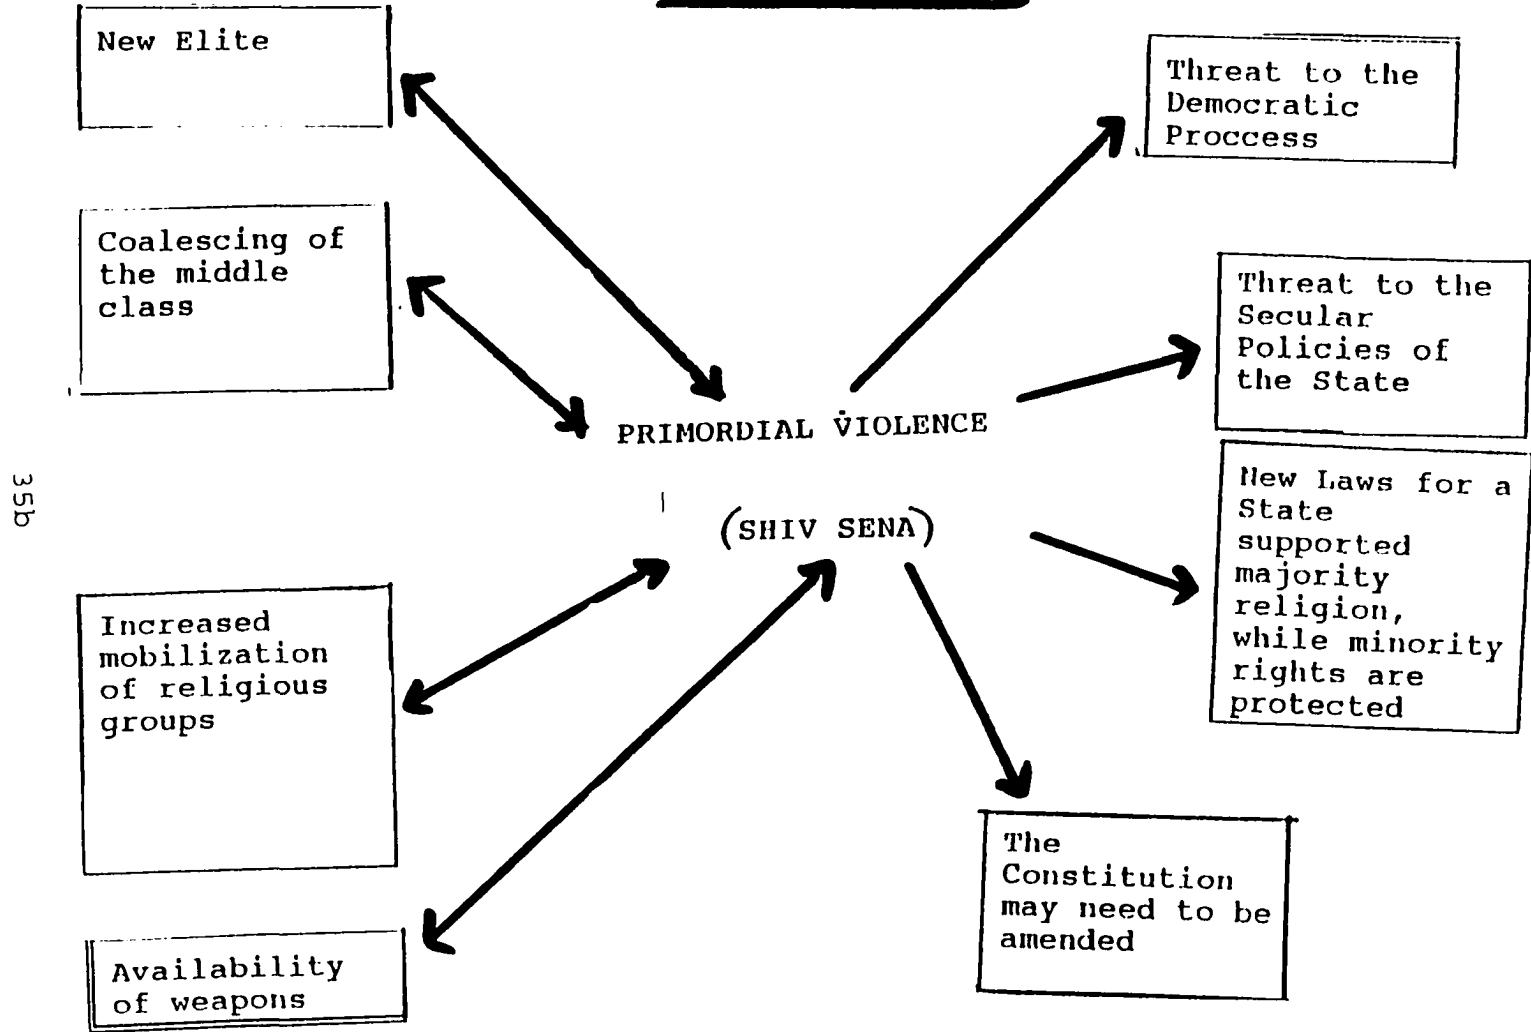 New Elite
Coalescing of
the middle
class
Increased
mobilization
of religious
groups
Availability
of weapons
PRIMORDIAL VIOLENCE
(SHIV SENA)
Threat to the
Democratic
Proccess
Threat to the
Secular
Policies of
the State
New Laws for a
State
supported
majority
religion,
while minority
rights are
protected
The
Constitution
may need to be
amended
35b